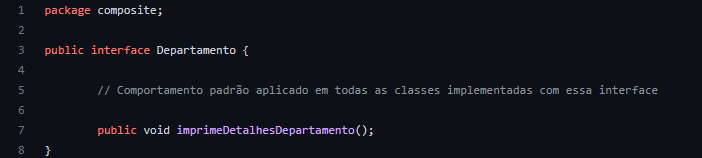 1 package composite;
2
3 public interface Departamento {
4
5 // Comportamento padrão aplicado em todas as classes implementadas com essa interface
6
7 public void imprimeDetalhesDepartamento();
8 }